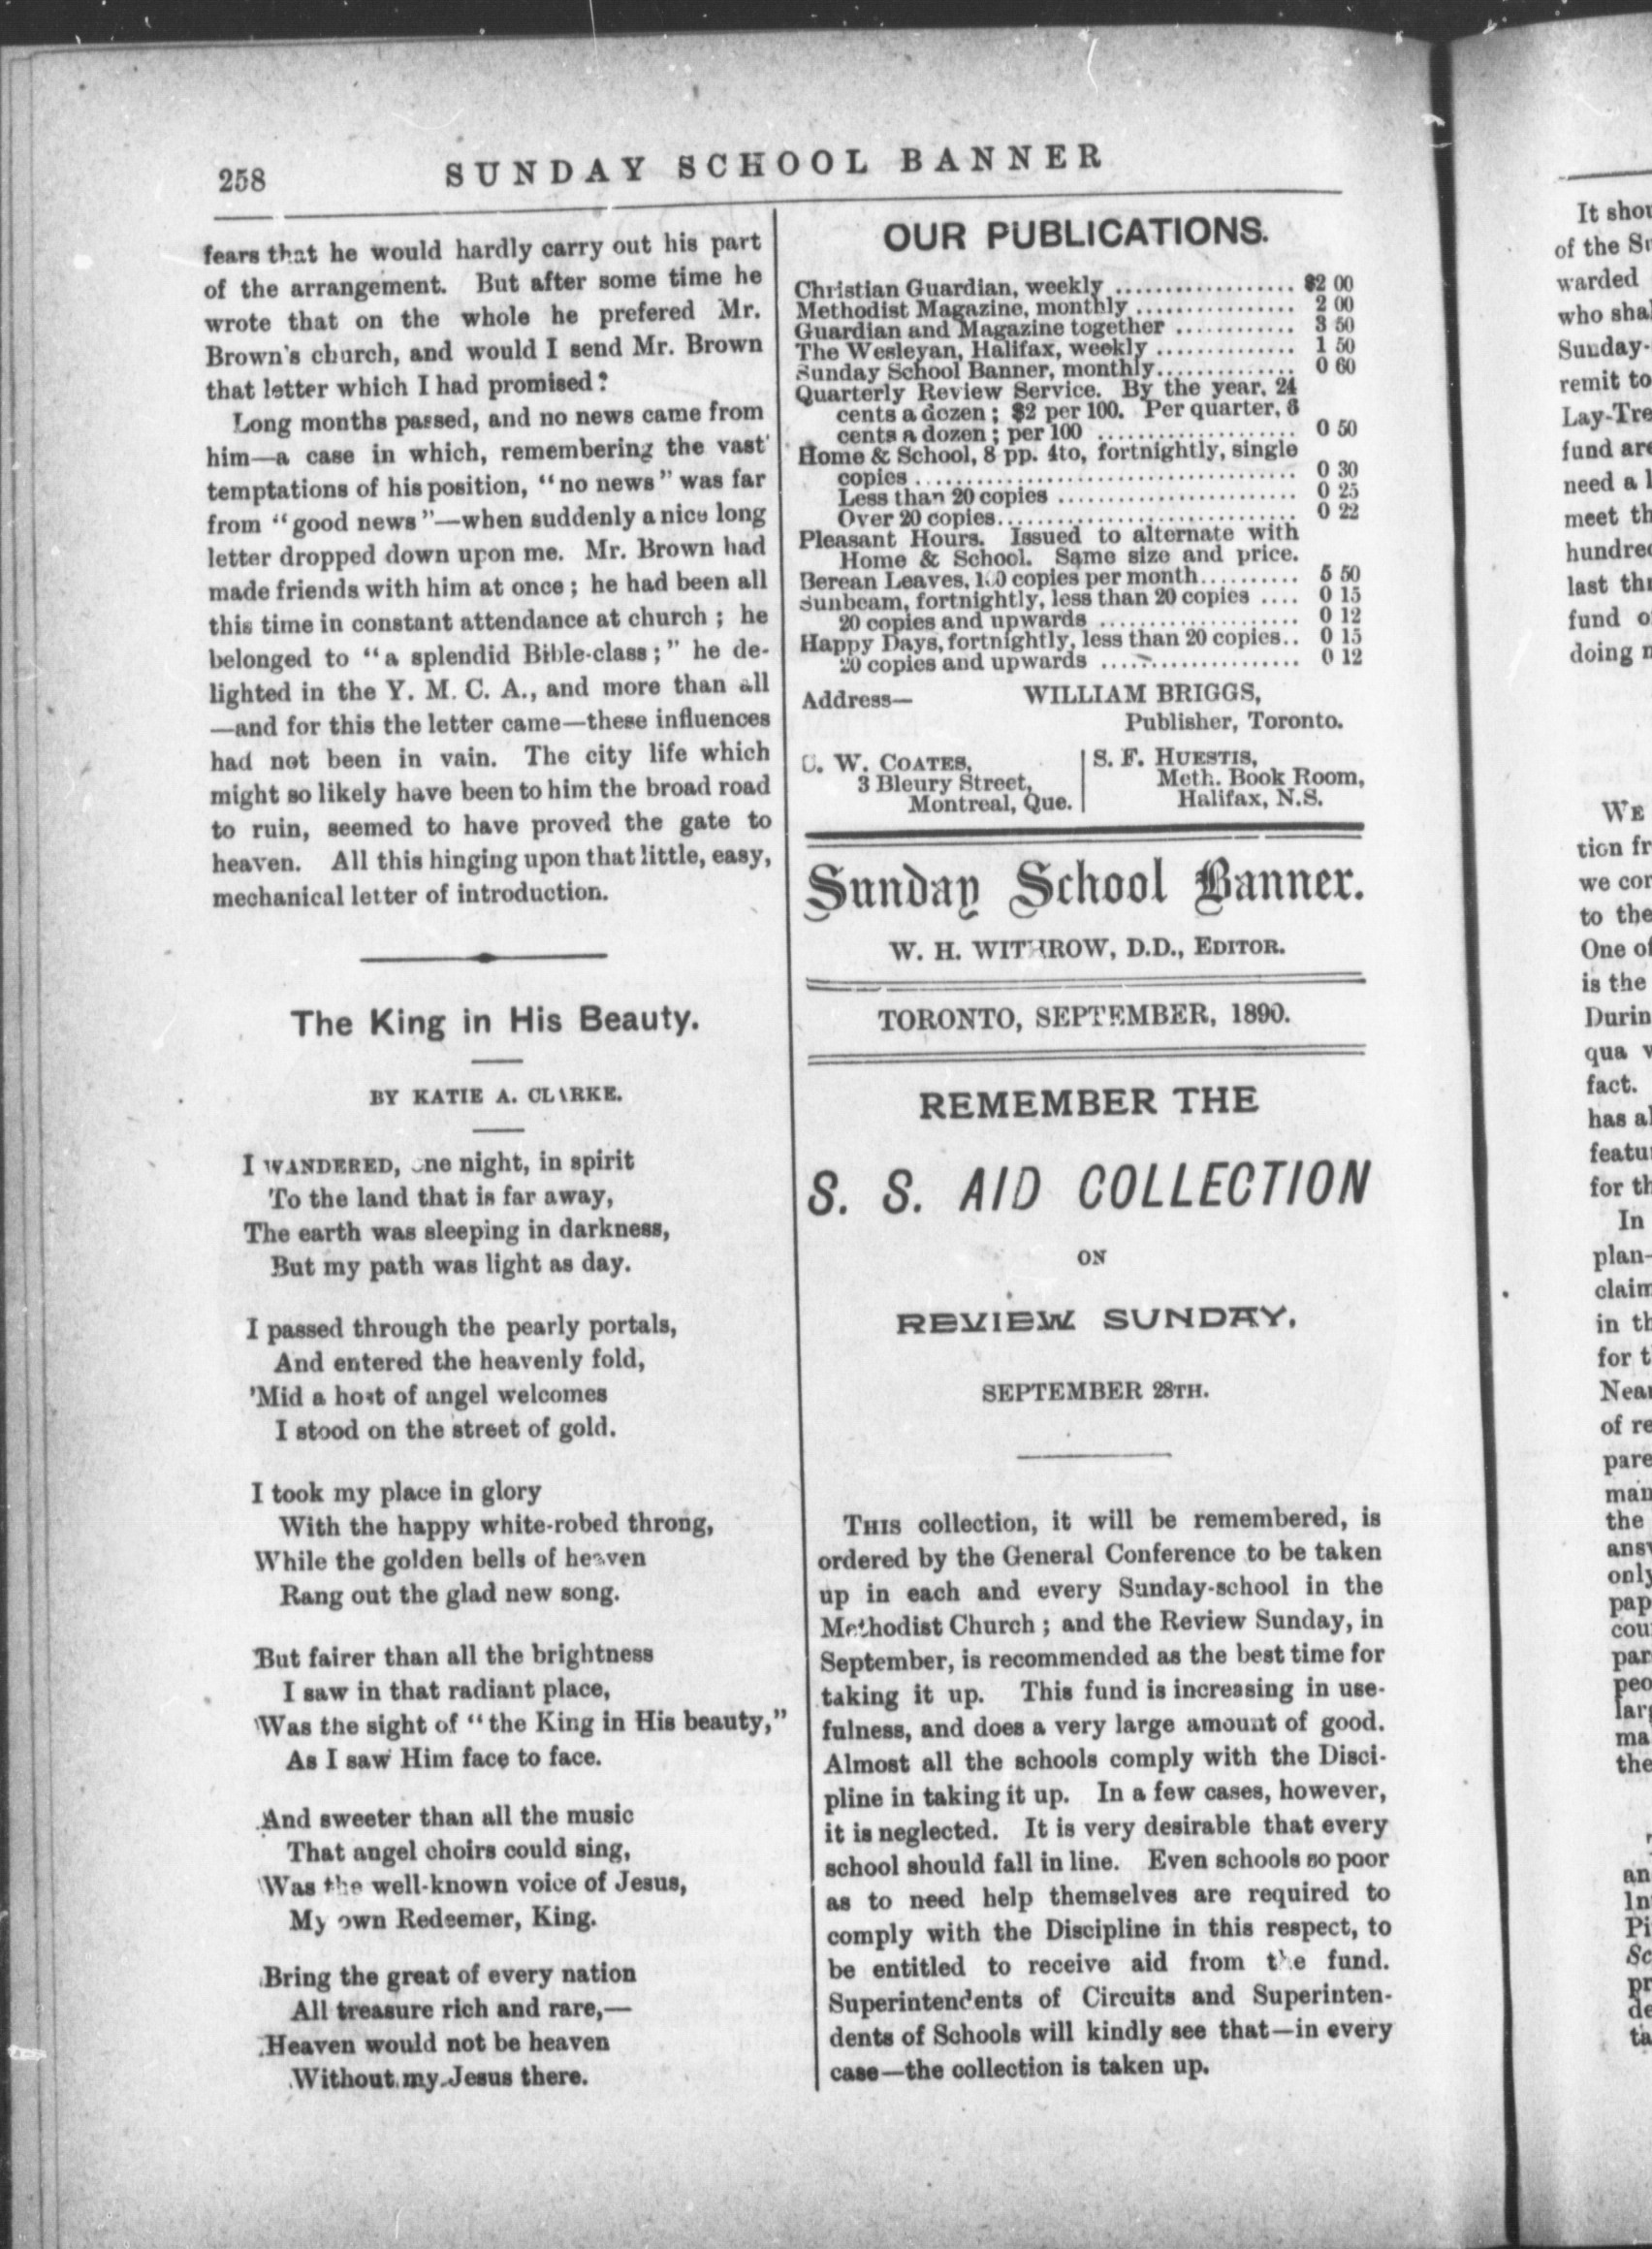 258
SUNDAY SCHOOL BANNER
fears that he would hardly carry out his part
of the arrangement. But after some time he
wrote that on the whole he prefered Mr.
Brown's church, and would I send Mr. Brown
that letter which I had promised?
Long months passed, and no news came from
him—a case in which, remembering the vast
temptations of his position, "no news" was far
from "good news"—when suddenly a nice long
letter dropped down upon me. Mr. Brown had
made friends with him at once; he had been all
this time in constant attendance at church; he
belonged to "a splendid Bible-class;" he de-
lighted in the Y. M. C. A., and more than all
—and for this the letter came—these influences
had not been in vain. The city life which
might so likely have been to him the broad road
to ruin, seemed to have proved the gate to
heaven. All this hinging upon that little, easy,
mechanical letter of introduction.
The King in His Beauty.
BY KATIE A. CLARKE.
I WANDERED, one night, in spirit
To the land that is far away,
The earth was sleeping in darkness,
But my path was light as day.
I passed through the pearly portals,
And entered the heavenly fold,
'Mid a host of angel welcomes
I stood on the street of gold.
I took my place in glory
With the happy white-robed throng,
While the golden bells of heaven
Rang out the glad new song.
But fairer than all the brightness
I saw in that radiant place,
Was the sight of "the King in His beauty,"
As I saw Him face to face.
And sweeter than all the music
That angel choirs could sing,
Was the well-known voice of Jesus,
My own Redeemer, King.
Bring the great of every nation
All treasure rich and rare,—
Heaven would not be heaven
Without my Jesus there.
OUR PUBLICATIONS.
Christian Guardian, weekly .................. $2 00
Methodist Magazine, monthly ................ 2 00
Guardian and Magazine together ............ 3 50
The Wesleyan, Halifax, weekly .............. 1 50
Sunday School Banner, monthly.............. 0 60
Quarterly Review Service. By the year, 24
cents a dozen; $2 per 100. Per quarter, 6
cents a dozen; per 100 .................... 0 50
Home & School, 8 pp. 4to, fortnightly, single
copies ...................................... 0 30
Less than 20 copies ........................ 0 25
Over 20 copies.............................. 0 22
Pleasant Hours. Issued to alternate with
Home & School. Same size and price.
Berean Leaves, 100 copies per month.......... 5 50
Sunbeam, fortnightly, less than 20 copies .... 0 15
20 copies and upwards .................... 0 12
Happy Days, fortnightly, less than 20 copies.. 0 15
20 copies and upwards .................... 0 12
Address— WILLIAM BRIGGS,
Publisher, Toronto.
C. W. COATES,
3 Bleury Street,
Montreal, Que.
S. F. HUESTIS,
Meth. Book Room,
Halifax, N.S.
Sunday School Banner.
W. H. WITHROW, D.D., EDITOR.
TORONTO, SEPTEMBER, 1890.
REMEMBER THE
S. S. AID COLLECTION
ON
REVIEW SUNDAY,
SEPTEMBER 28TH.
THIS collection, it will be remembered, is
ordered by the General Conference to be taken
up in each and every Sunday-school in the
Methodist Church; and the Review Sunday, in
September, is recommended as the best time for
taking it up. This fund is increasing in use-
fulness, and does a very large amount of good.
Almost all the schools comply with the Disci-
pline in taking it up. In a few cases, however,
it is neglected. It is very desirable that every
school should fall in line. Even schools so poor
as to need help themselves are required to
comply with the Discipline in this respect, to
be entitled to receive aid from the fund.
Superintendents of Circuits and Superinten-
dents of Schools will kindly see that—in every
case—the collection is taken up.
It
of the
warded
who
Sunday-
remit to
fund
need a
meet
last
fund
doing
WE
to the
is the
qua
fact.
has
In
plan-
in
for
of
the
only
the